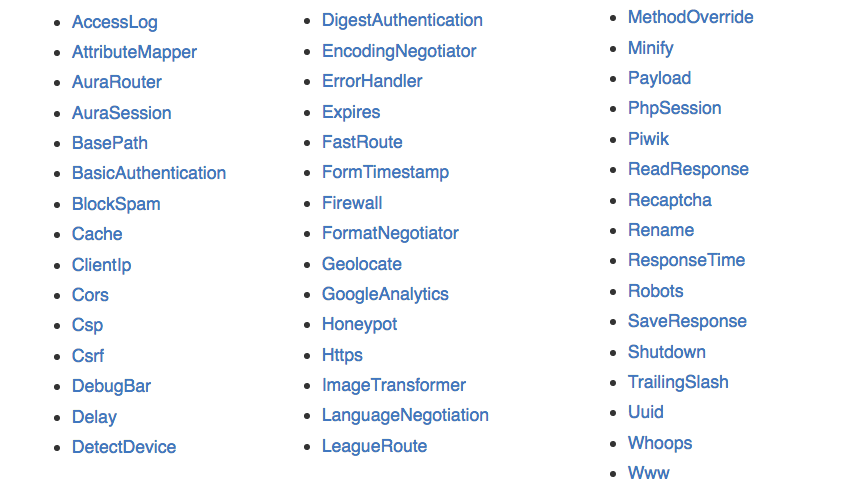 AccessLog
AttributeMapper
AuraRouter
AuraSession
BasePath
BasicAuthentication
BlockSpam
Cache
ClientIp
Cors
Csp
Csrf
DebugBar
Delay
DetectDevice
DigestAuthentication
EncodingNegotiator
ErrorHandler
Expires
FastRoute
FormTimestamp
Firewall
FormatNegotiator
Geolocate
GoogleAnalytics
Honeypot
Https
ImageTransformer
LanguageNegotiation
LeagueRoute
MethodOverride
Minify
Payload
PhpSession
Piwik
ReadResponse
Recaptcha
Rename
ResponseTime
Robots
SaveResponse
Shutdown
TrailingSlash
Uuid
Whoops
Www